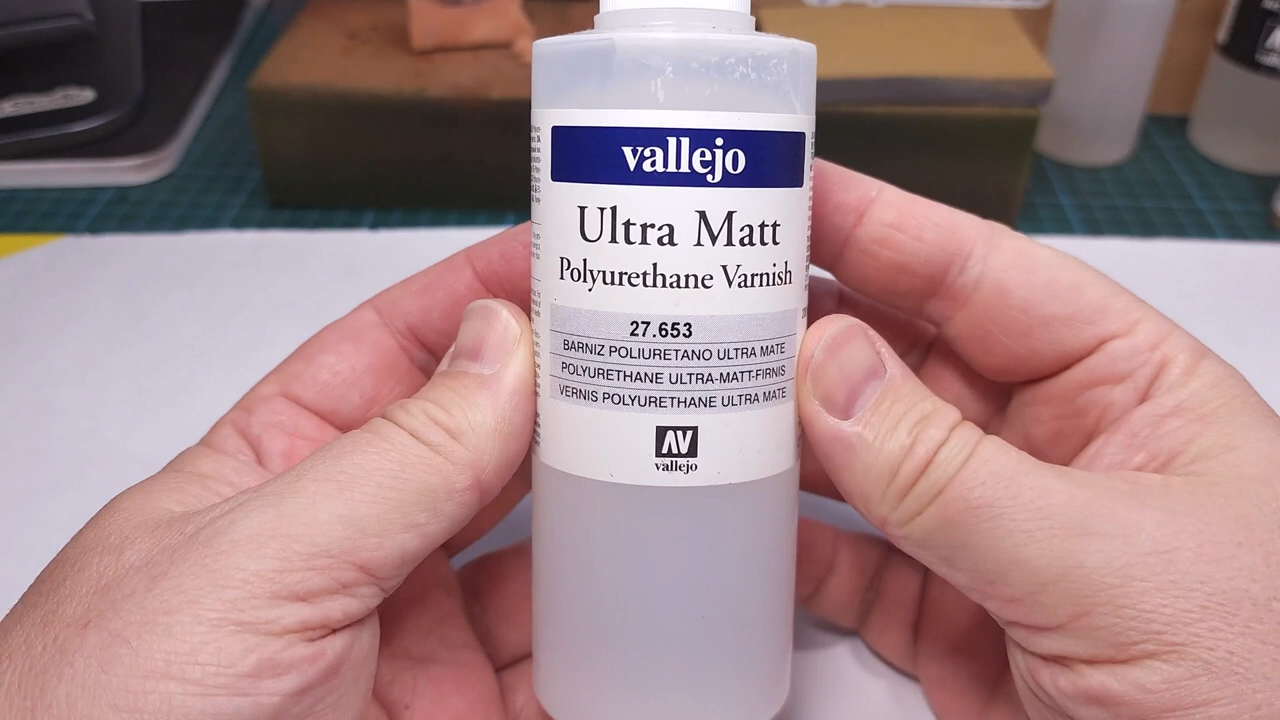 vallejo
Ultra Matt
Polyurethane Varnish
27.653
BARNIZ POLIURETANO ULTRA MATE
POLYURETHANE ULTRA-MATT-FIRNIS
VERNIS POLYURETHANE ULTRA MATE
AV
vallejo